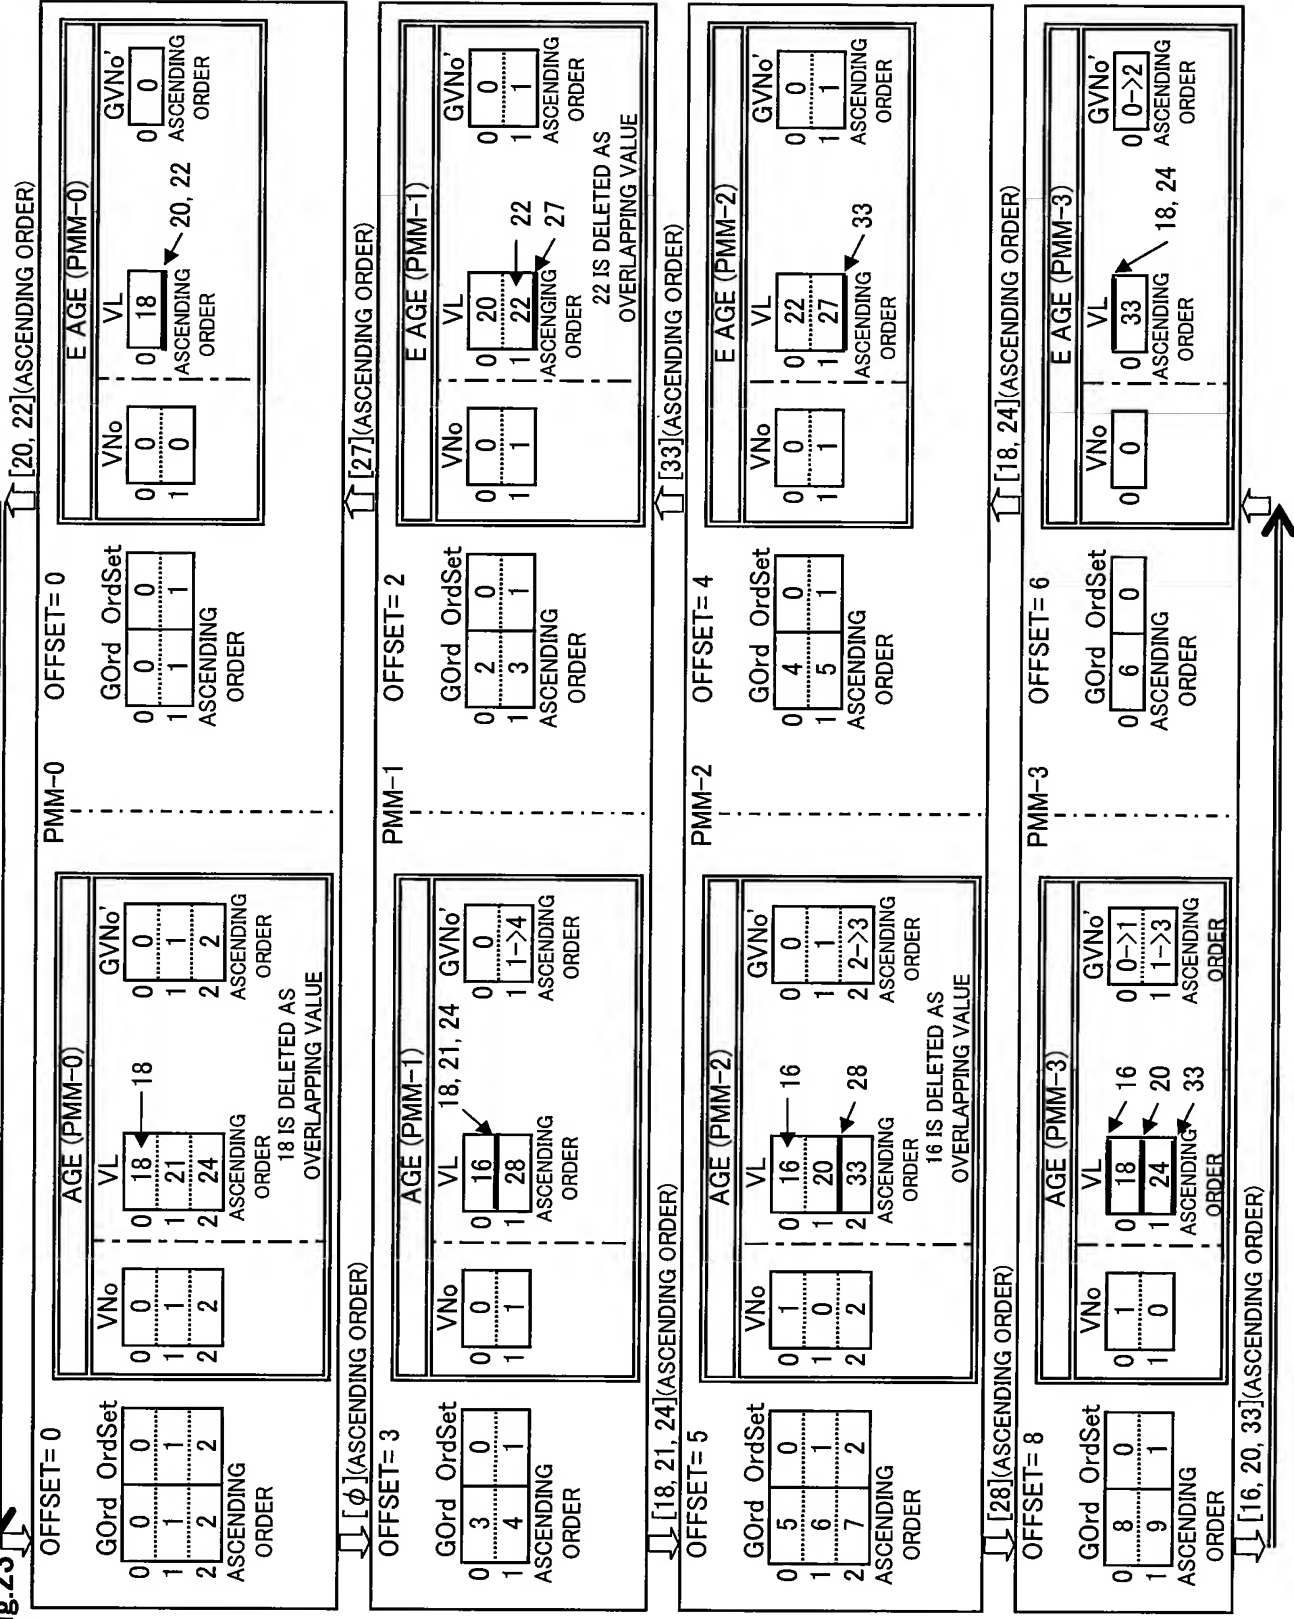 ig.23
OFFSET= 0
GOrd OrdSet
0 0 0
1 1 1
2 2 2
ASCENDING
ORDER
AGE (PMM-0)
VNo
0 0
1 1
2 2
VL
0 18
1 21
2 24
18
ASCENDING
ORDER
GVNo'
0 0
1 1
2 2
ASCENDING
ORDER
18 IS DELETED AS
OVERLAPPING VALUE
PMM-0
OFFSET= 0
GOrd OrdSet
0 0 0
1 1 1
ASCENDING
ORDER
[20, 22](ASCENDING ORDER)
E AGE (PMM-0)
VNo
0 0
1 0
VL
0 18
20, 22
ASCENDING
ORDER
GVNo'
0 0
ASCENDING
ORDER
[ϕ](ASCENDING ORDER)
OFFSET= 3
GOrd OrdSet
0 3 0
1 4 1
ASCENDING
ORDER
AGE (PMM-1)
VNo
0 0
1 1
18, 21, 24
VL
0 16
1 28
ASCENDING
ORDER
GVNo'
0 0
1 1->4
ASCENDING
ORDER
PMM-1
OFFSET= 2
GOrd OrdSet
0 2 0
1 3 1
ASCENDING
ORDER
[27](ASCENDING ORDER)
E AGE (PMM-1)
VNo
0 0
1 1
VL
0 20
1 22
22
27
ASCENGING
ORDER
GVNo'
0 0
1 1
ASCENDING
ORDER
22 IS DELETED AS
OVERLAPPING VALUE
[18, 21, 24](ASCENDING ORDER)
OFFSET= 5
GOrd OrdSet
0 5 0
1 6 1
2 7 2
ASCENDING
ORDER
AGE (PMM-2)
VNo
0 1
1 0
2 2
VL
0 16
1 20
2 33
16
28
ASCENDING
ORDER
GVNo'
0 0
1 1
2 2->3
ASCENDING
ORDER
16 IS DELETED AS
OVERLAPPING VALUE
PMM-2
OFFSET= 4
GOrd OrdSet
0 4 0
1 5 1
ASCENDING
ORDER
[33](ASCENDING ORDER)
E AGE (PMM-2)
VNo
0 0
1 1
VL
0 22
1 27
33
ASCENDING
ORDER
GVNo'
0 0
1 1
ASCENDING
ORDER
[28](ASCENDING ORDER)
OFFSET= 8
GOrd OrdSet
0 8 0
1 9 1
ASCENDING
ORDER
AGE (PMM-3)
VNo
0 1
1 0
VL
0 18
1 24
16
20
33
ASCENDING
ORDER
GVNo'
0 0->1
1 1->3
ASCENDING
ORDER
PMM-3
OFFSET= 6
GOrd OrdSet
0 6 0
ASCENDING
ORDER
[18, 24](ASCENDING ORDER)
E AGE (PMM-3)
VNo
0 0
VL
0 33
18, 24
ASCENDING
ORDER
GVNo'
0 0->2
ASCENDING
ORDER
[16, 20, 33](ASCENDING ORDER)